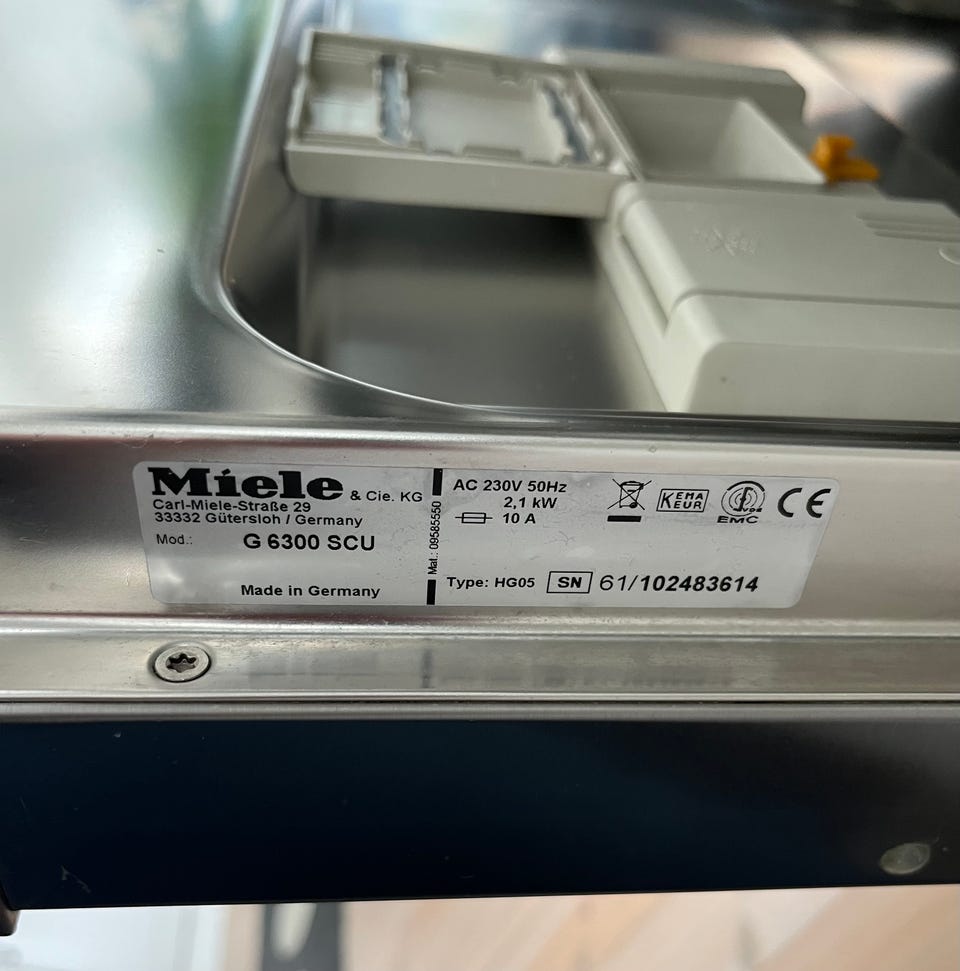 Miele & Cie. KG
Carl-Miele-Straße 29
33332 Gütersloh / Germany
Mod.: G 6300 SCU
Made in Germany
Mat.: 09585550
AC 230V 50Hz
2,1 kW
10 A
KEMA
KEUR
VDE
EMC
CE
Type: HG05 SN 61/102483614